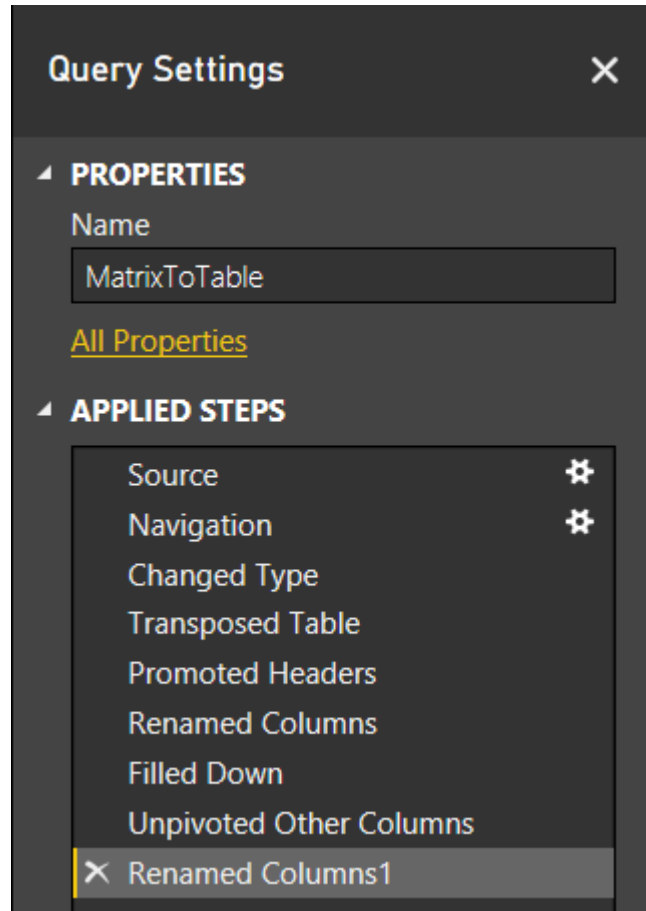 Query Settings
PROPERTIES
Name
MatrixToTable
All Properties
APPLIED STEPS
Source
Navigation
Changed Type
Transposed Table
Promoted Headers
Renamed Columns
Filled Down
Unpivoted Other Columns
Renamed Columns1